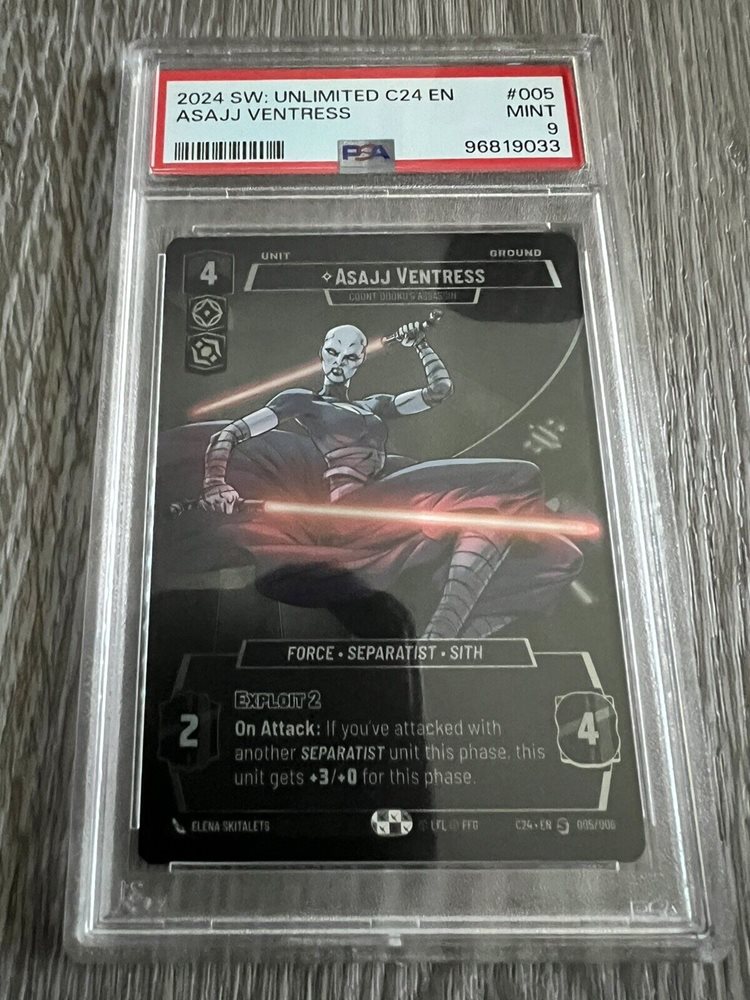 2024 SW: UNLIMITED C24 EN #005
ASAJJ VENTRESS MINT
9
PSA 96819033
UNIT GROUND
4 ASAJJ VENTRESS
COUNT DOOKU'S ASSASSIN
FORCE • SEPARATIST • SITH
EXPLOIT 2
2 On Attack: If you've attacked with 4
another SEPARATIST unit this phase, this
unit gets +3/+0 for this phase.
ELENA SKITALETS © LFL © FFG C24 • EN 005/006